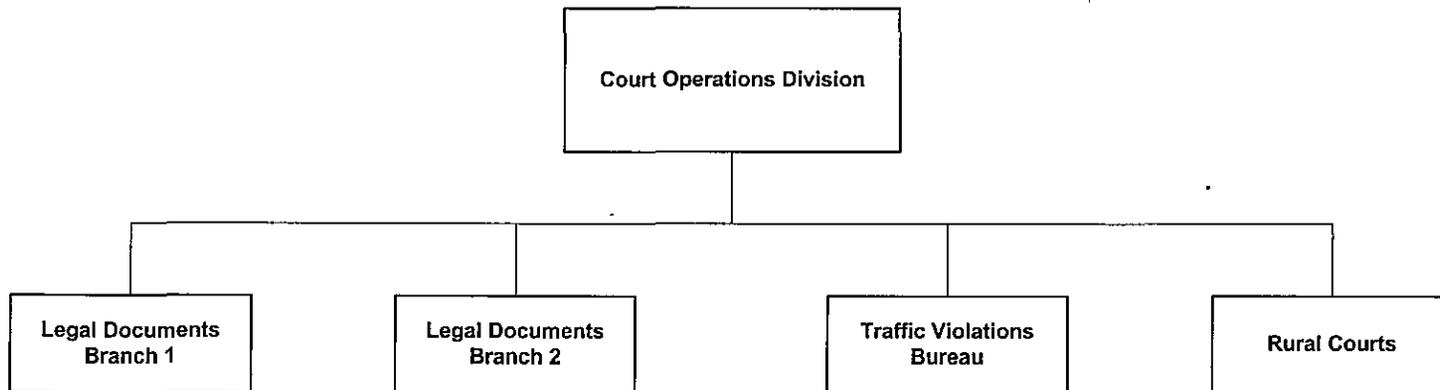 Court Operations Division
Legal Documents
Branch 1
Legal Documents
Branch 2
Traffic Violations
Bureau
Rural Courts